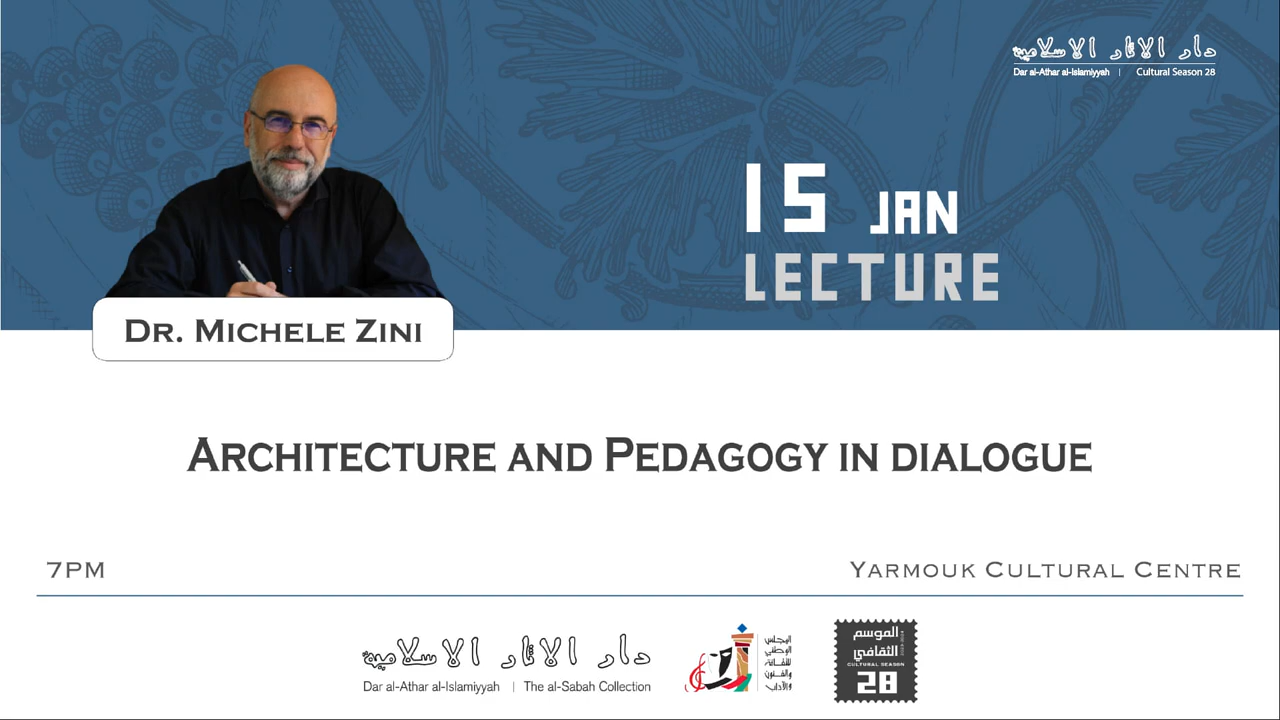 دار الآثار الاسلامية
Dar al-Athar al-Islamiyyah | Cultural Season 28
15 JAN
LECTURE
DR. MICHELE ZINI
ARCHITECTURE AND PEDAGOGY IN DIALOGUE
7PM
YARMOUK CULTURAL CENTRE
دار الآثار الاسلامية
Dar al-Athar al-Islamiyyah | The al-Sabah Collection
المجلس
الوطني
للثقافة
والفنون
والآداب
الموسم
الثقافي
CULTURAL SEASON
28